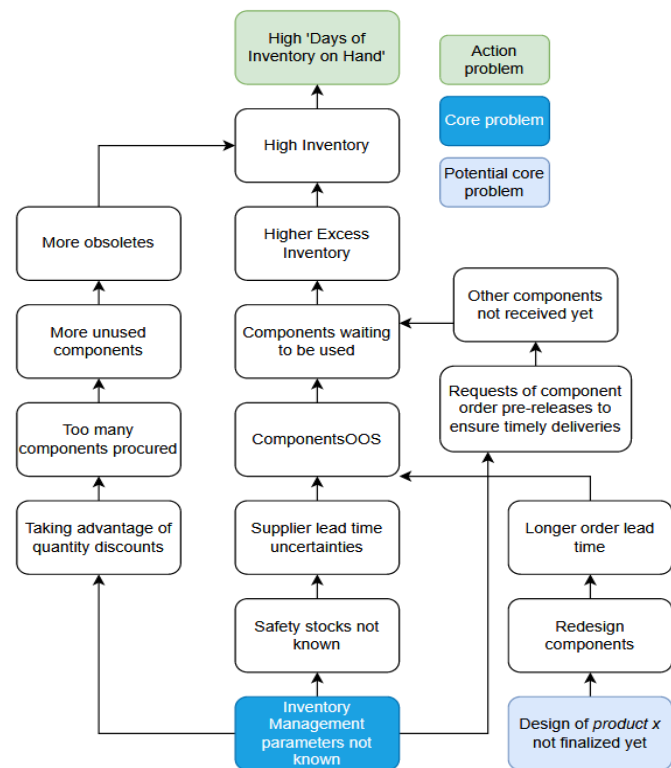 High 'Days of
Inventory on Hand'
Action
problem
Core problem
Potential core
problem
High Inventory
More obsoletes
Higher Excess
Inventory
Other components
not received yet
More unused
components
Components waiting
to be used
Requests of component
order pre-releases to
ensure timely deliveries
Too many
components procured
ComponentsOOS
Taking advantage of
quantity discounts
Supplier lead time
uncertainties
Longer order lead
time
Safety stocks not
known
Redesign
components
Inventory
Management
parameters not known
Design of product x
not finalized yet